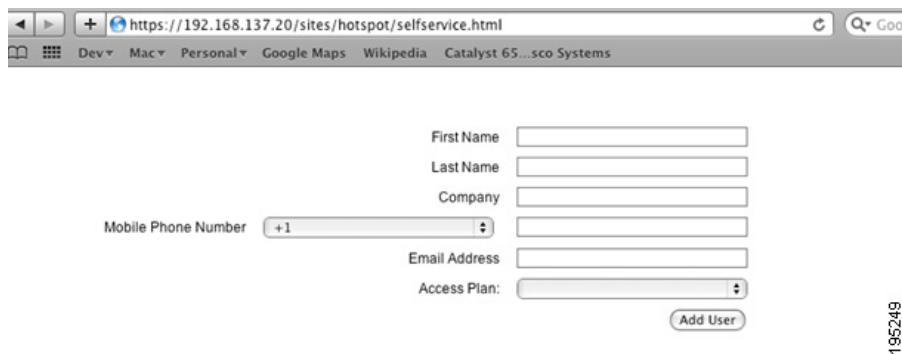 https://192.168.137.20/sites/hotspot/selfservice.html
Goo
Dev Mac Personal Google Maps Wikipedia Catalyst 65...sco Systems
First Name
Last Name
Company
Mobile Phone Number +1
Email Address
Access Plan:
Add User
195249